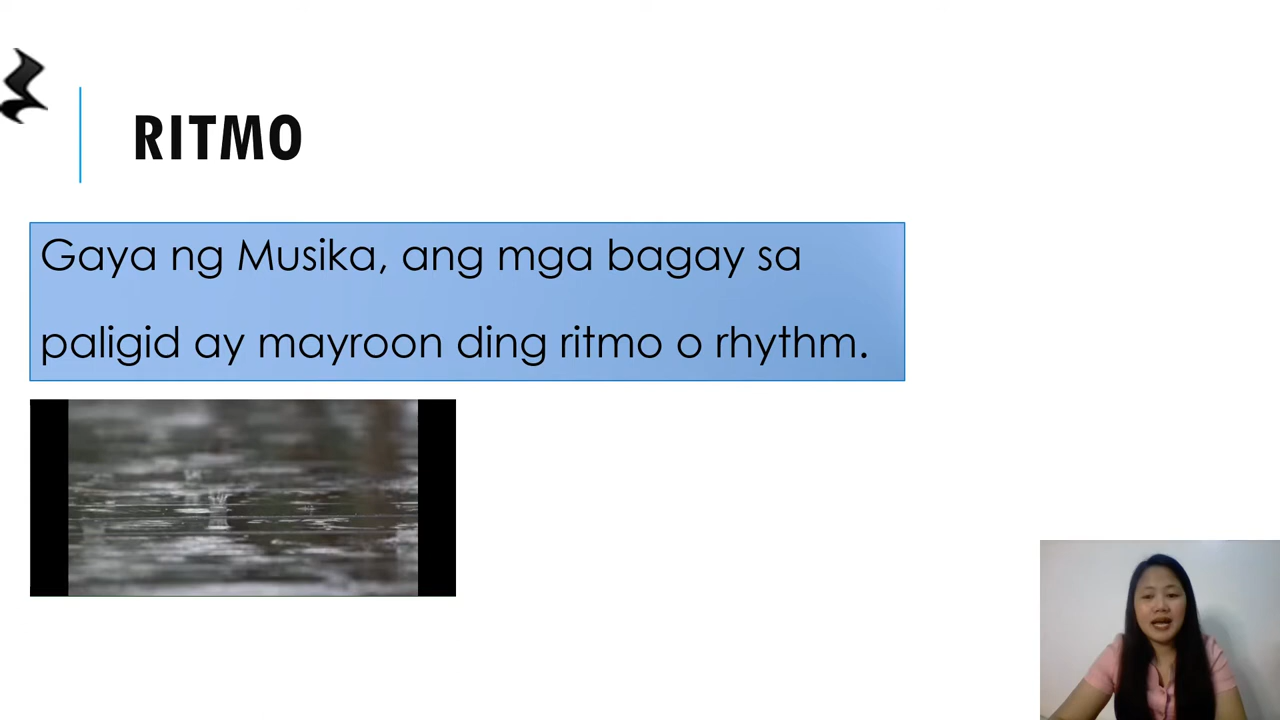 RITMO
Gaya ng Musika, ang mga bagay sa
paligid ay mayroon ding ritmo o rhythm.